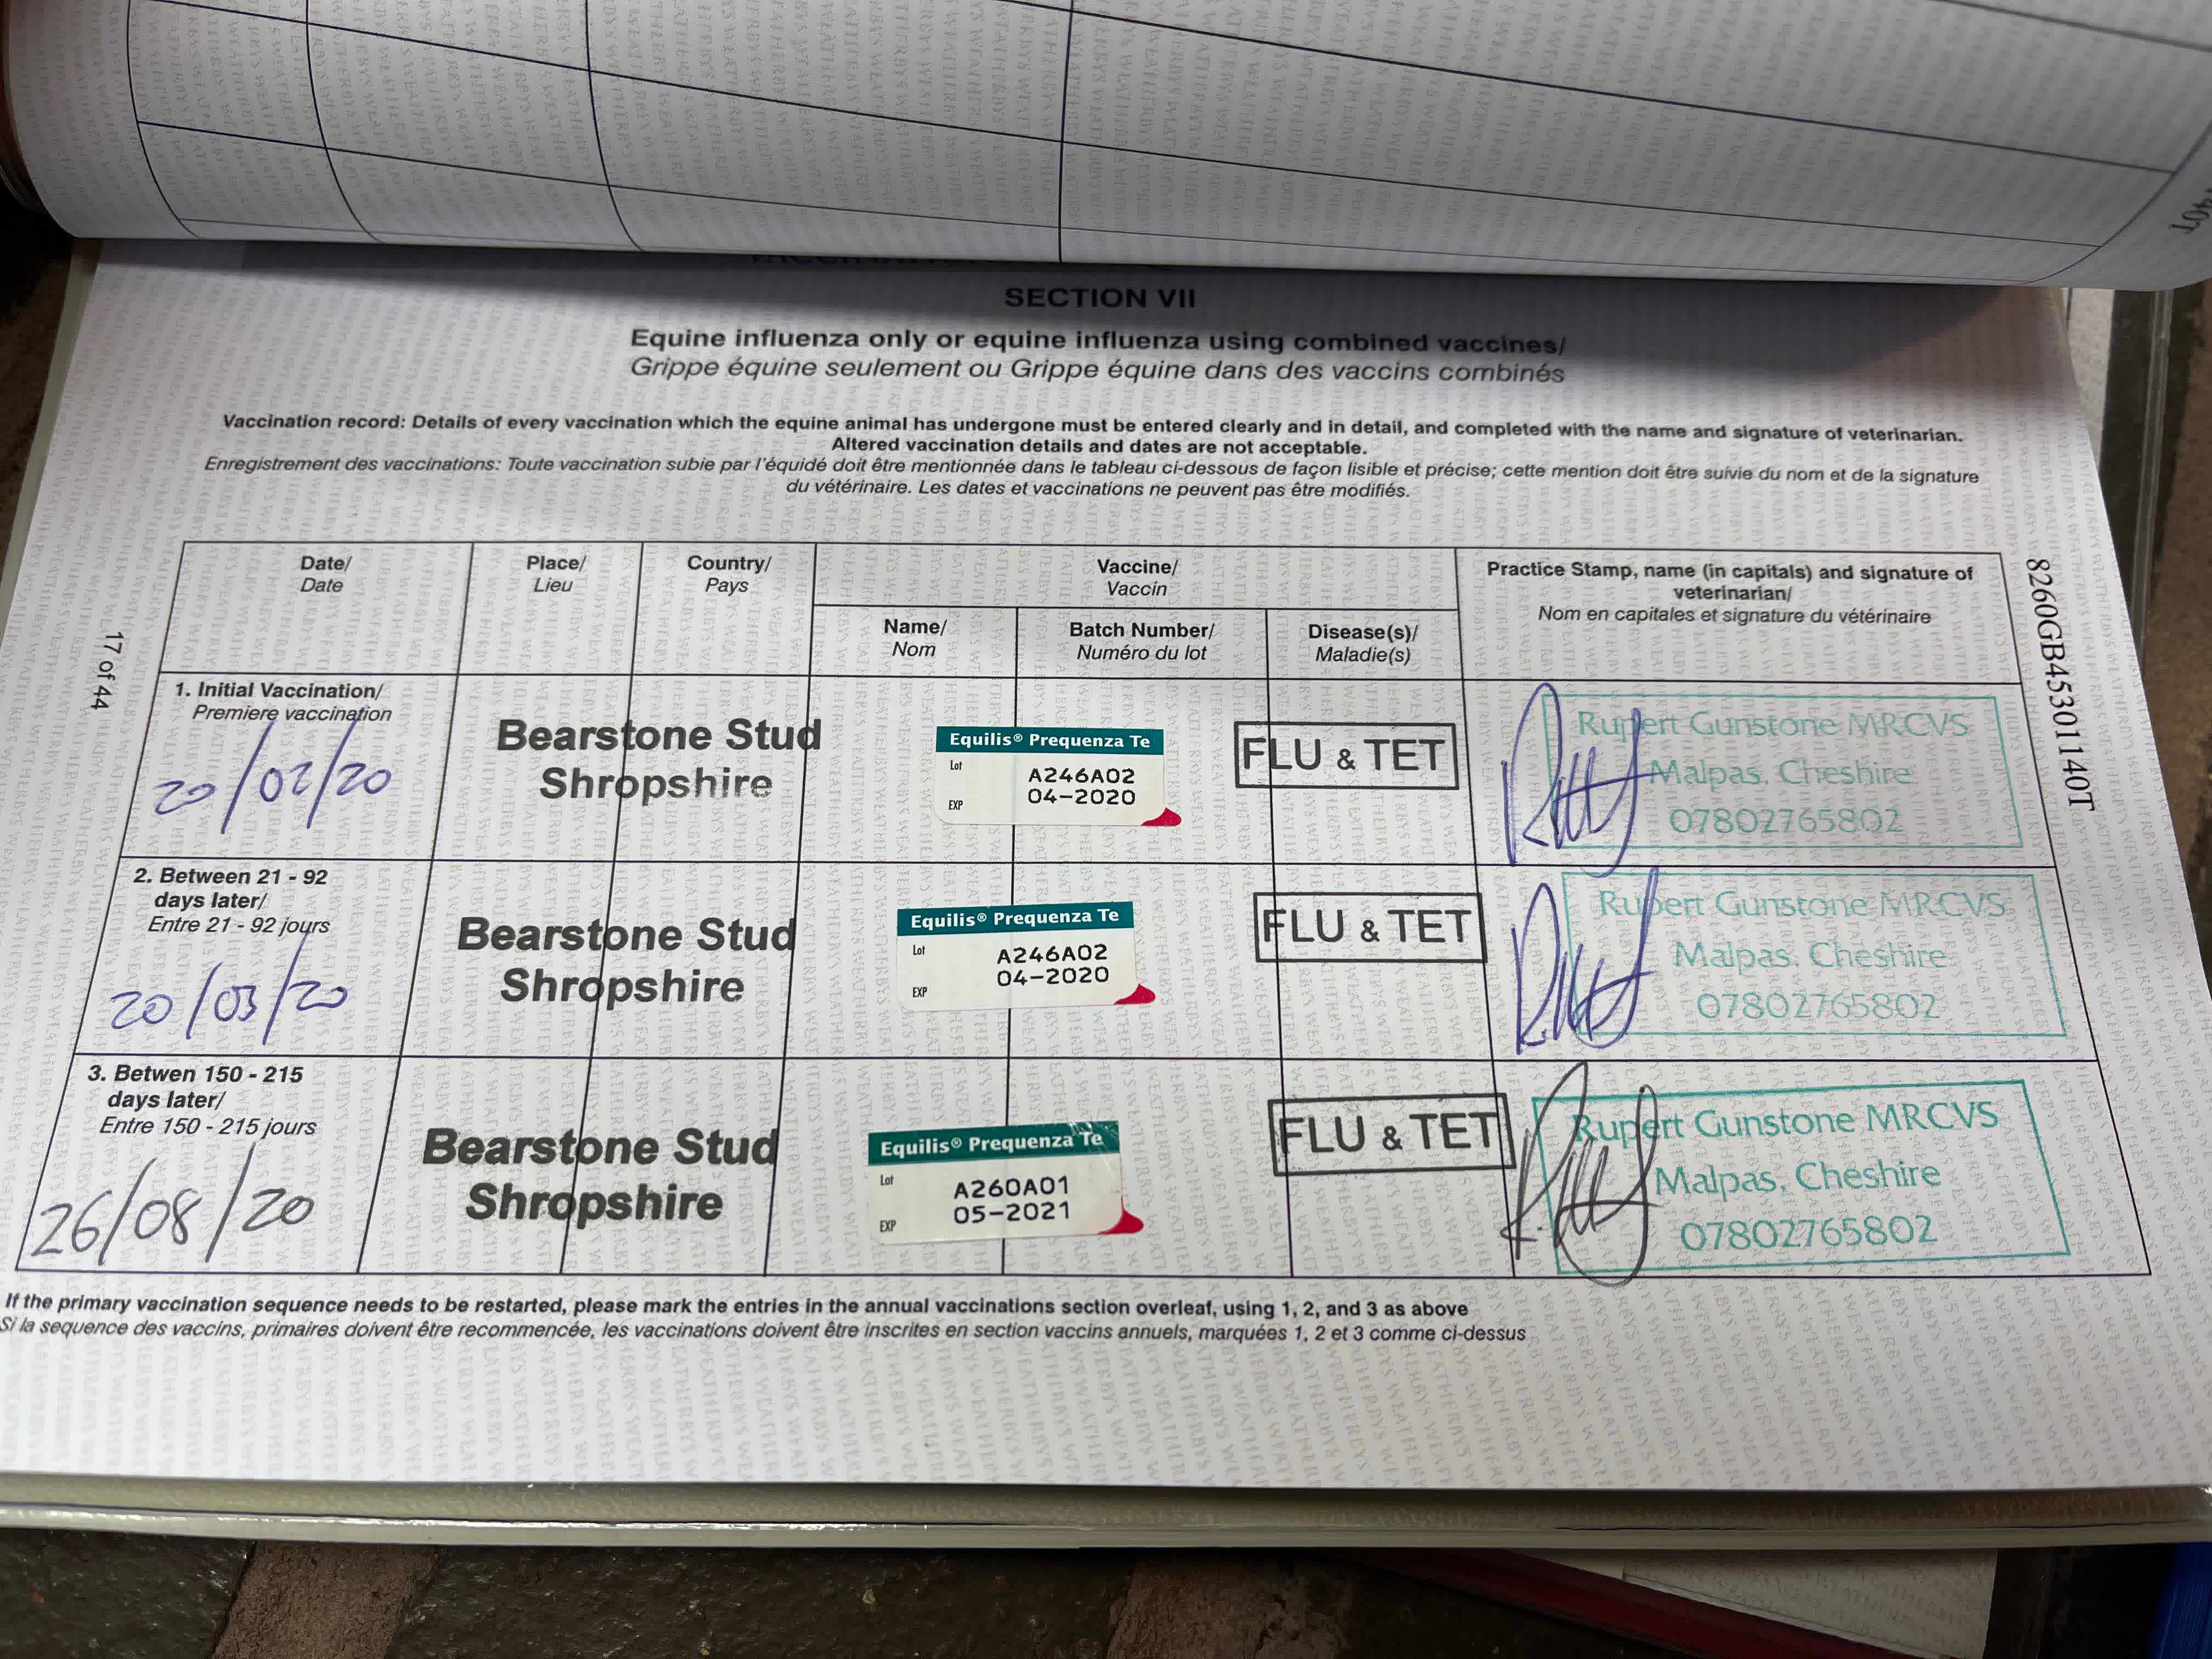 SECTION VII
Equine influenza only or equine influenza using combined vaccines/
Grippe équine seulement ou Grippe équine dans des vaccins combinés
Vaccination record: Details of every vaccination which the equine animal has undergone must be entered clearly and in detail, and completed with the name and signature of veterinarian.
Altered vaccination details and dates are not acceptable.
Enregistrement des vaccinations: Toute vaccination subie par l'équidé doit être mentionnée dans le tableau ci-dessous de façon lisible et précise; cette mention doit être suivie du nom et de la signature
du vétérinaire. Les dates et vaccinations ne peuvent pas être modifiés.
Date/
Date
Place/
Lieu
Country/
Pays
Vaccine/
Vaccin
Practice Stamp, name (in capitals) and signature of
veterinarian/
Nom en capitales et signature du vétérinaire
Name/
Nom
Batch Number/
Numéro du lot
Disease(s)/
Maladie(s)
1. Initial Vaccination/
Premiere vaccination
20/02/20
Bearstone Stud
Shropshire
Equilis® Prequenza Te
Lot A246A02
EXP 04-2020
FLU & TET
Rupert Gunstone MRCVS
Malpas, Cheshire
07802765802
2. Between 21 - 92
days later/
Entre 21 - 92 jours
20/03/20
Bearstone Stud
Shropshire
Equilis® Prequenza Te
Lot A246A02
EXP 04-2020
FLU & TET
Rupert Gunstone MRCVS
Malpas, Cheshire
07802765802
3. Betwen 150 - 215
days later/
Entre 150 - 215 jours
26/08/20
Bearstone Stud
Shropshire
Equilis® Prequenza Te
Lot A260A01
EXP 05-2021
FLU & TET
Rupert Gunstone MRCVS
Malpas, Cheshire
07802765802
If the primary vaccination sequence needs to be restarted, please mark the entries in the annual vaccinations section overleaf, using 1, 2, and 3 as above
Si la sequence des vaccins, primaires doivent être recommencée, les vaccinations doivent être inscrites en section vaccins annuels, marquées 1, 2 et 3 comme ci-dessus
17 of 44
8260GB45301140T